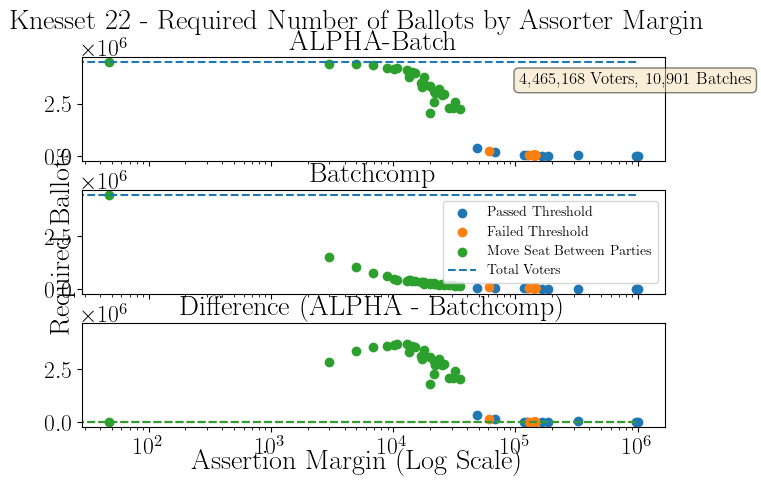 Knesset 22 - Required Number of Ballots by Assorter Margin
ALPHA-Batch
×10^6
2.5
0.0
4,465,168 Voters, 10,901 Batches
Batchcomp
×10^6
2.5
0.0
Passed Threshold
Failed Threshold
Move Seat Between Parties
Total Voters
Required Ballots
Difference (ALPHA - Batchcomp)
×10^6
2.5
0.0
10^2
10^3
10^4
10^5
10^6
Assertion Margin (Log Scale)